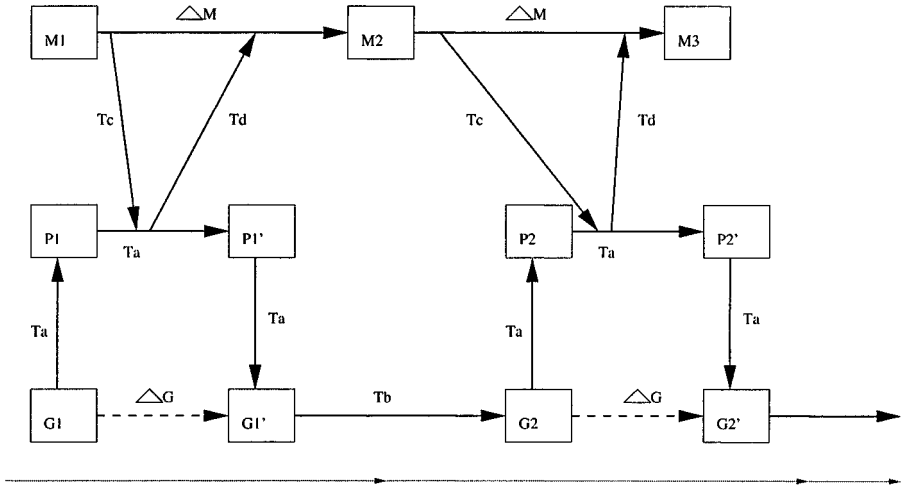 △M △M
M1 M2 M3
Tc Td Tc Td
P1 P1' P2 P2'
Ta Ta
Ta Ta Ta Ta
△G Tb △G
G1 G1' G2 G2'